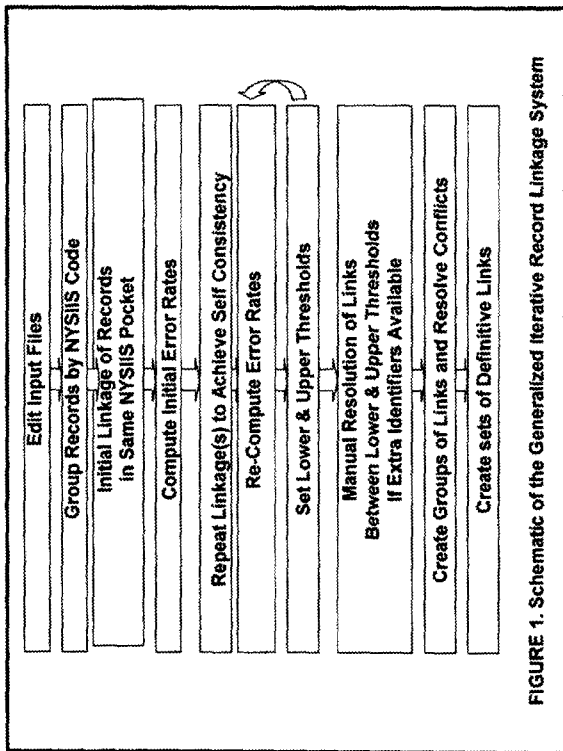 Edit Input Files
Group Records by NYSIIS Code
Initial Linkage of Records
in Same NYSIIS Pocket
Compute Initial Error Rates
Repeat Linkage(s) to Achieve Self Consistency
Re-Compute Error Rates
Set Lower & Upper Thresholds
Manual Resolution of Links
Between Lower & Upper Thresholds
If Extra Identifiers Available
Create Groups of Links and Resolve Conflicts
Create sets of Definitive Links
FIGURE 1. Schematic of the Generalized Iterative Record Linkage System